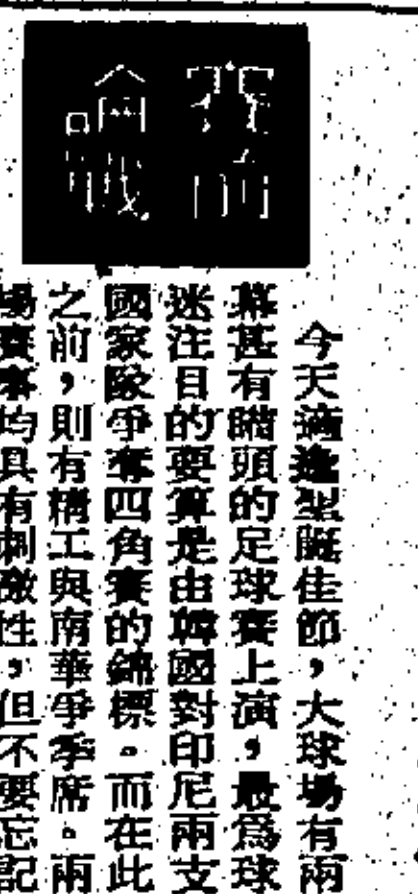 賽前
論戰
今天適逢聖誕佳節，大球場有兩
幕甚有瞄頭的足球賽上演，最爲球
迷注目的要算是由韓國對印尼兩支
國家隊爭奪四角賽的錦標。而在此
之前，則有精工與南華爭季席。兩
場賽事均具有刺激性，但不要忘記